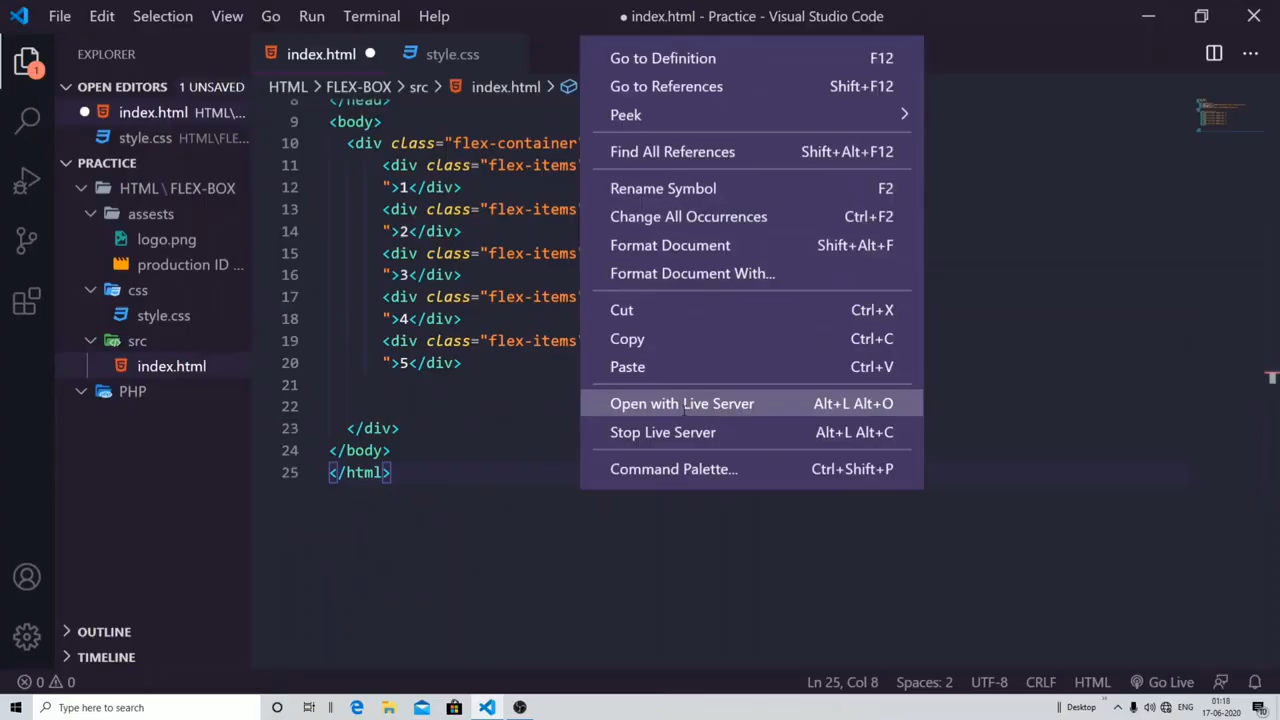 File Edit Selection View Go Run Terminal Help
● index.html - Practice - Visual Studio Code
EXPLORER
index.html ●
style.css
OPEN EDITORS 1 UNSAVED
index.html HTML\...
style.css HTML\FLE...
PRACTICE
HTML \ FLEX-BOX
assests
logo.png
production ID ...
css
style.css
src
index.html
PHP
OUTLINE
TIMELINE
1
HTML > FLEX-BOX > src > index.html >
8 </head>
9 <body>
10 <div class="flex-container"
11 <div class="flex-items"
12 ">1</div>
13 <div class="flex-items"
14 ">2</div>
15 <div class="flex-items"
16 ">3</div>
17 <div class="flex-items"
18 ">4</div>
19 <div class="flex-items"
20 ">5</div>
21
22
23 </div>
24 </body>
25 </html>
Go to Definition F12
Go to References Shift+F12
Peek >
Find All References Shift+Alt+F12
Rename Symbol F2
Change All Occurrences Ctrl+F2
Format Document Shift+Alt+F
Format Document With...
Cut Ctrl+X
Copy Ctrl+C
Paste Ctrl+V
Open with Live Server Alt+L Alt+O
Stop Live Server Alt+L Alt+C
Command Palette... Ctrl+Shift+P
0 0
Ln 25, Col 8 Spaces: 2 UTF-8 CRLF HTML Go Live
Type here to search
Desktop
ENG
01:18
17-06-2020